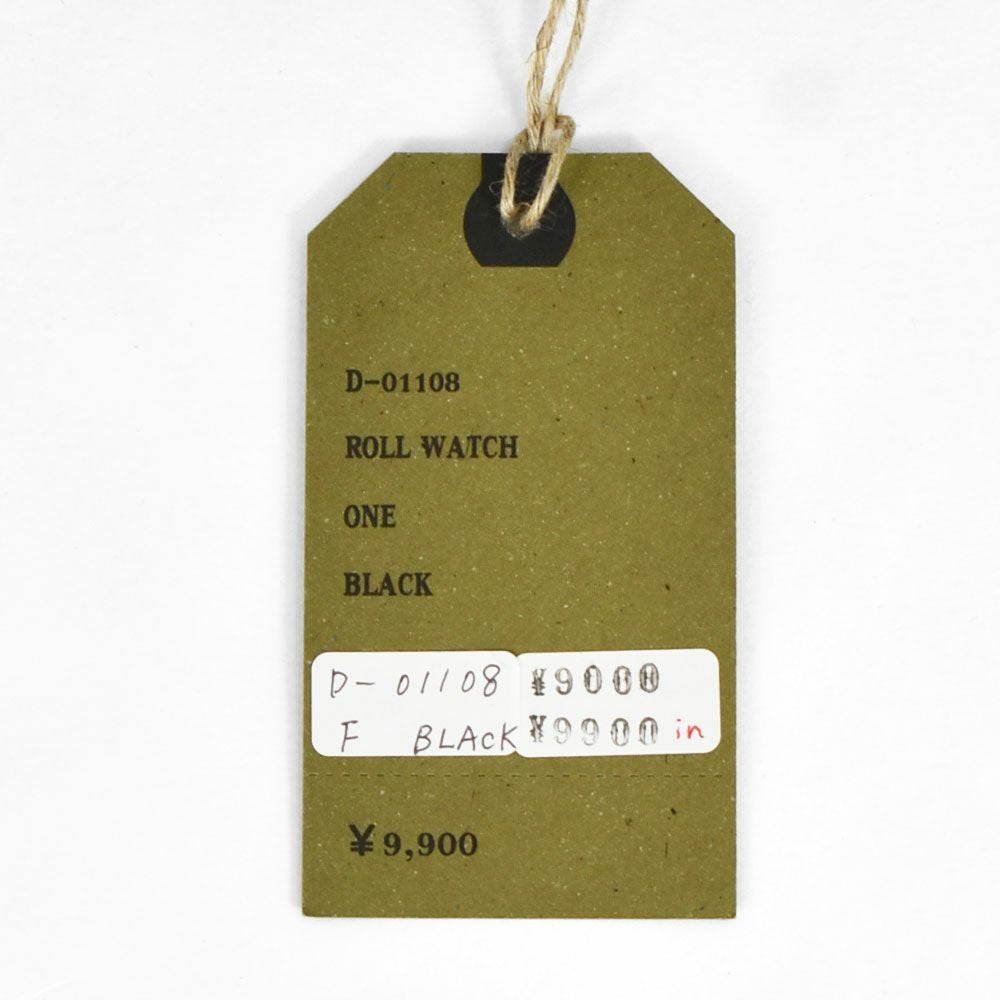 D-01108
ROLL WATCH
ONE
BLACK
D- 01108 ¥9000
F BLACK ¥9900 in
¥9,900